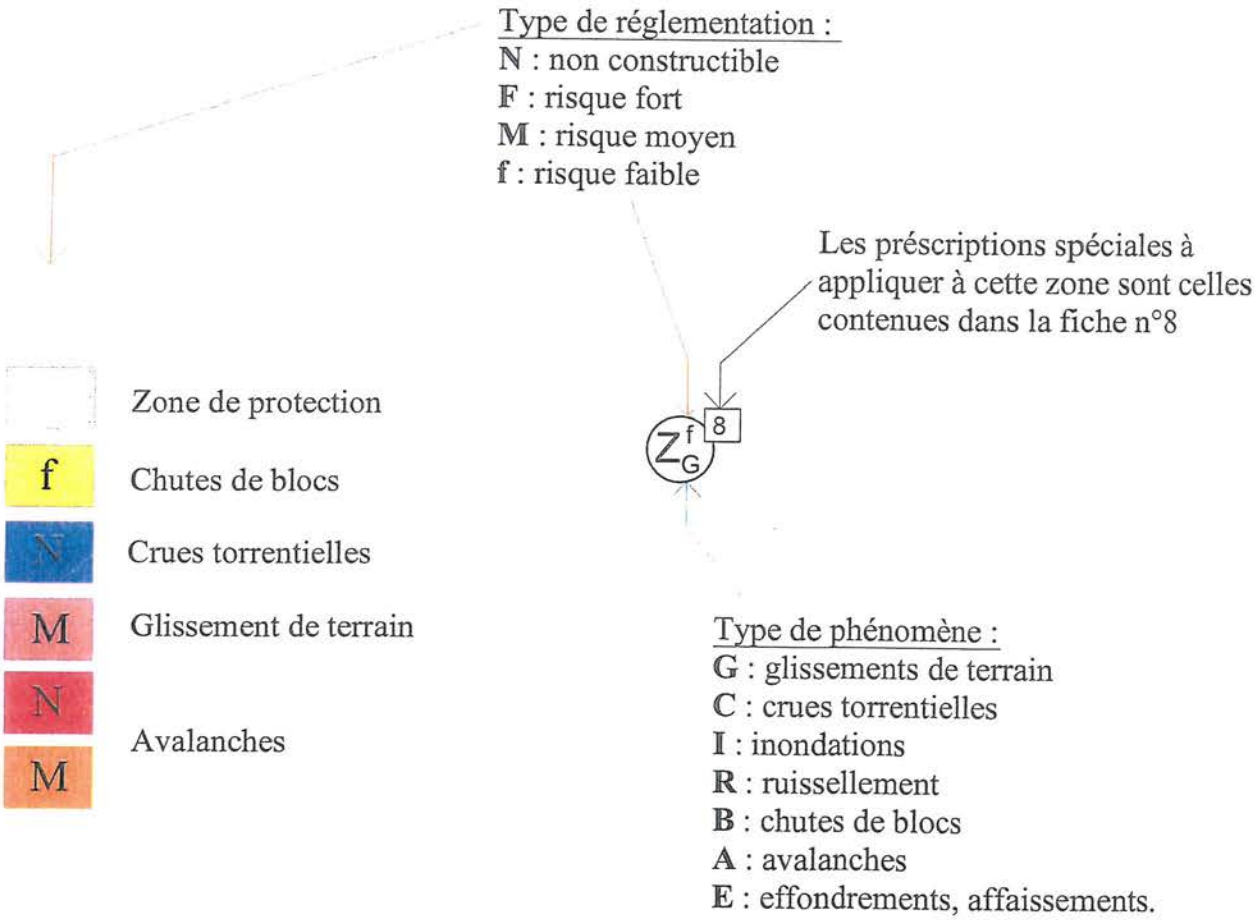 Type de réglementation :
N : non constructible
F : risque fort
M : risque moyen
f : risque faible
Les préscriptions spéciales à
appliquer à cette zone sont celles
contenues dans la fiche n°8
Zone de protection
f Chutes de blocs
N Crues torrentielles
M Glissement de terrain
N
Avalanches
M
Z f G 8
Type de phénomène :
G : glissements de terrain
C : crues torrentielles
I : inondations
R : ruissellement
B : chutes de blocs
A : avalanches
E : effondrements, affaissements.